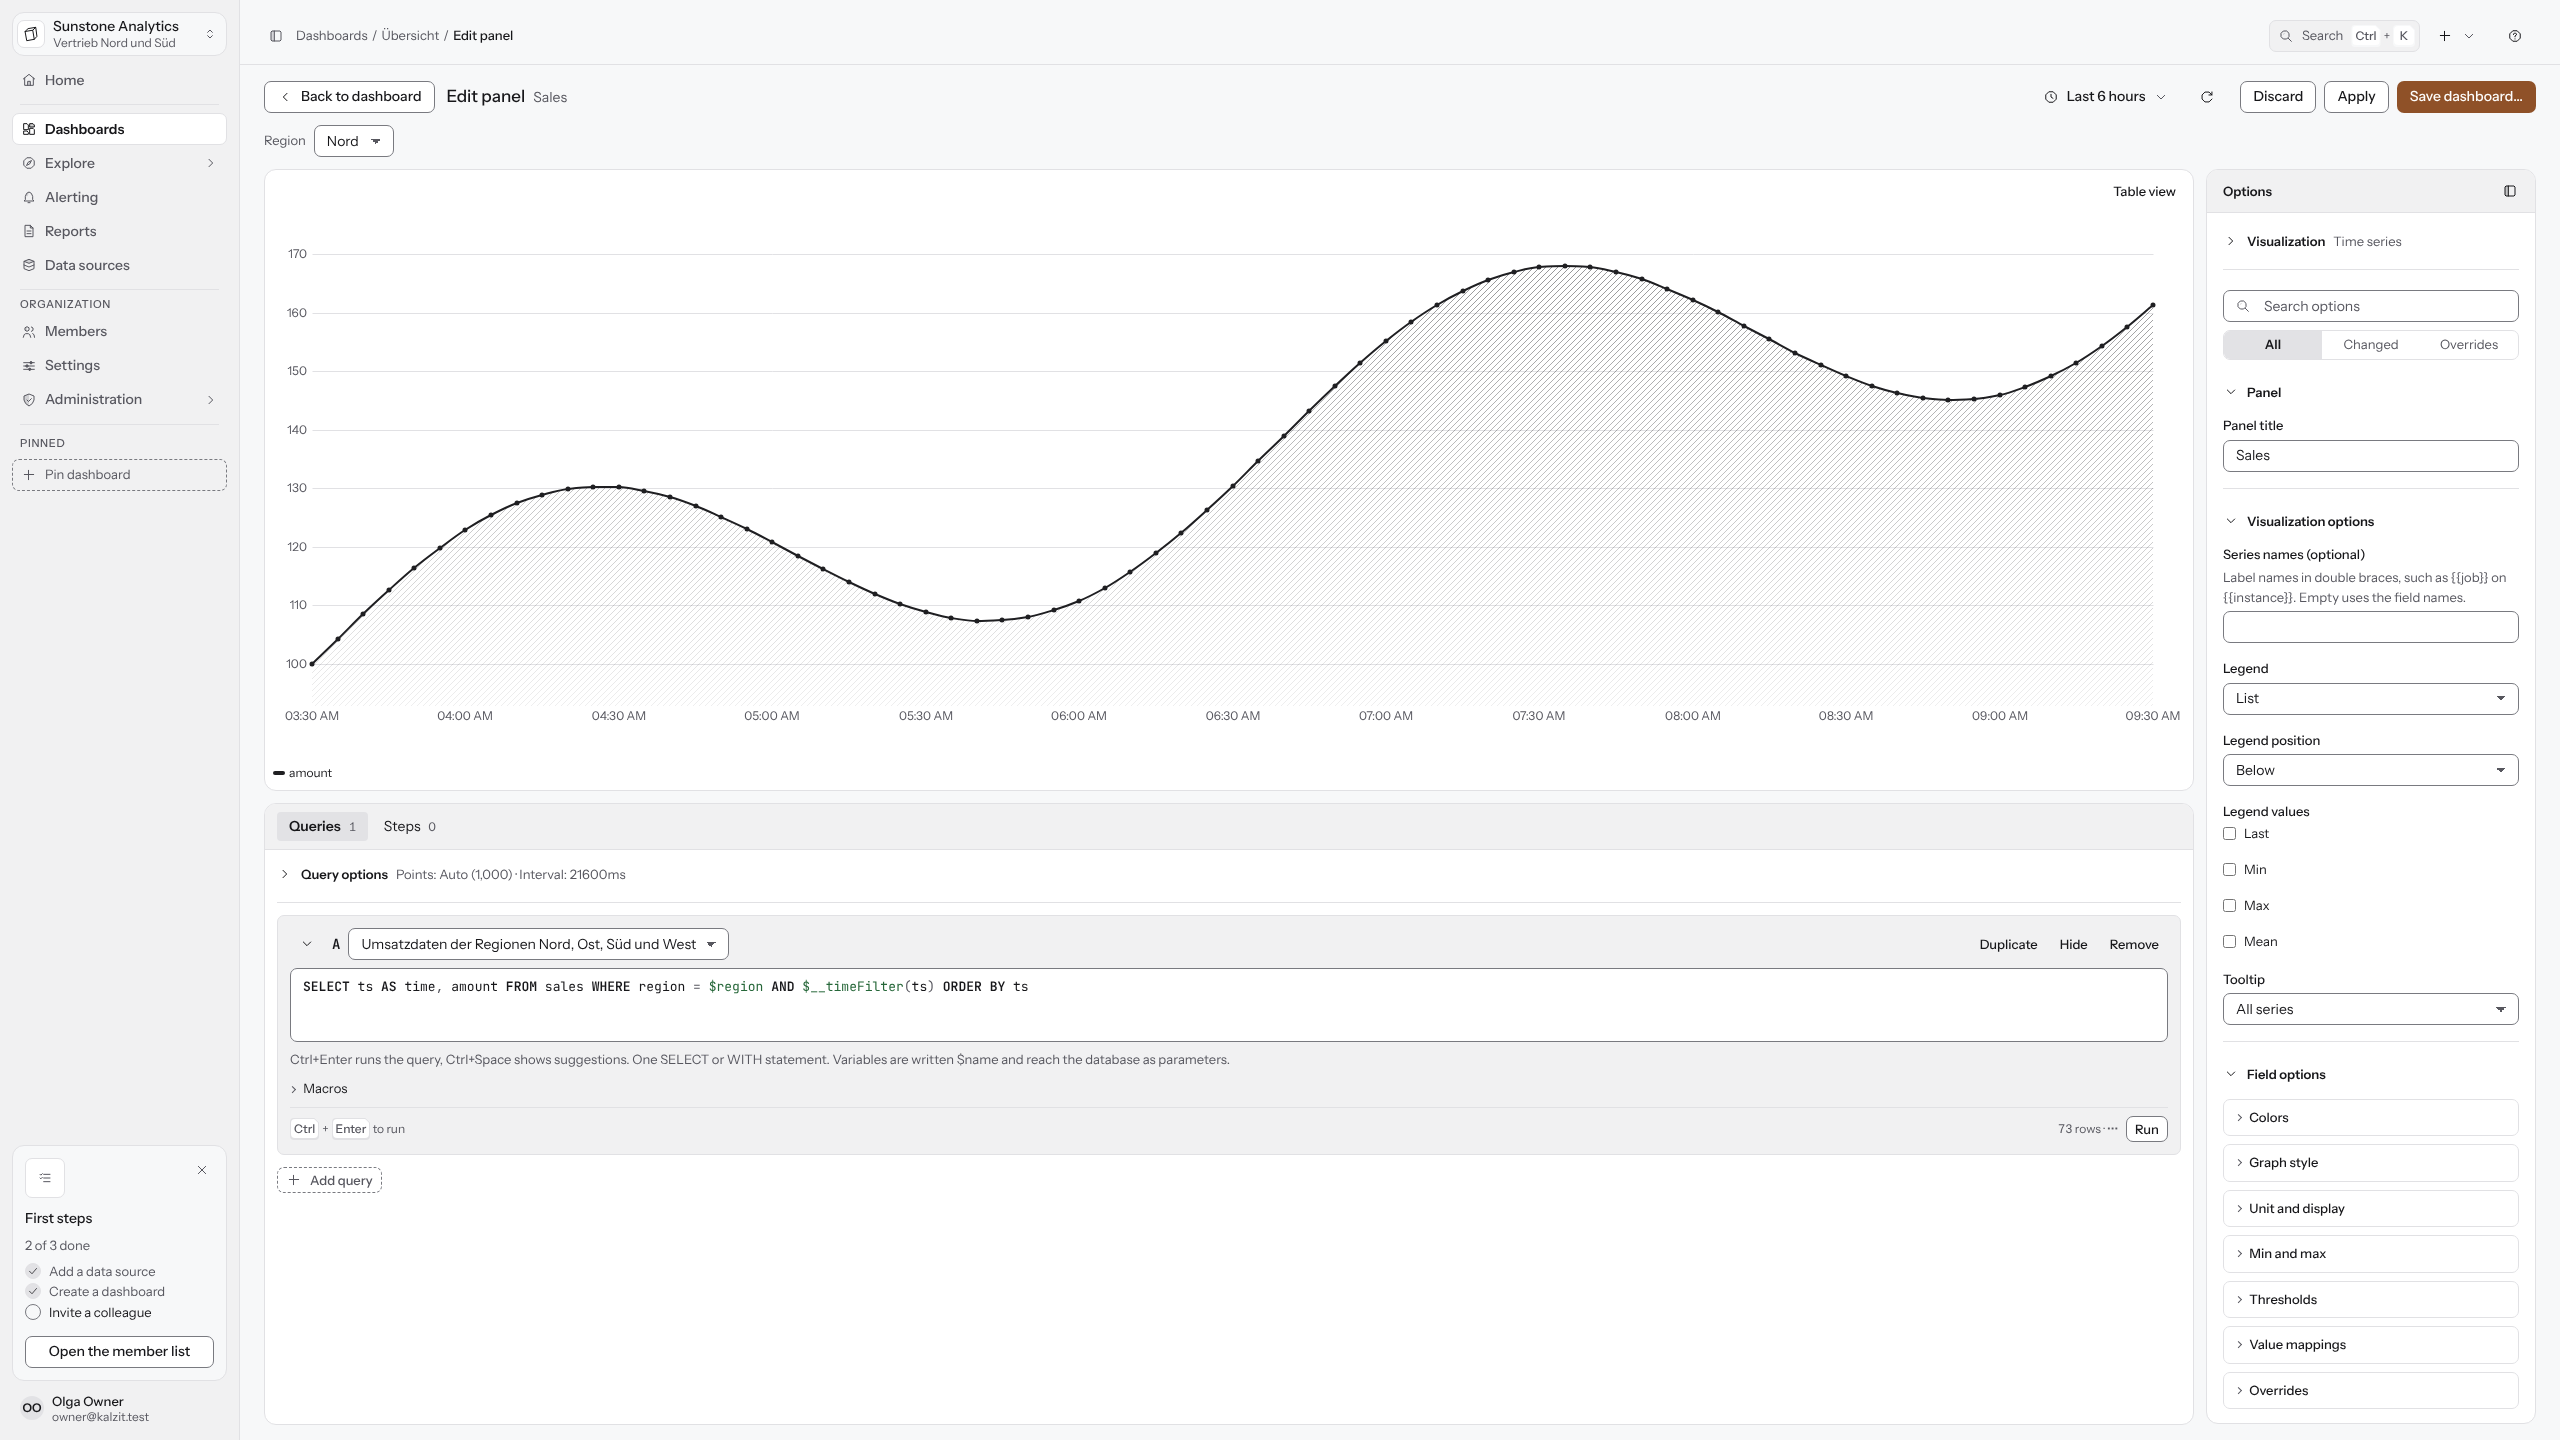 Sunstone Analytics
Vertrieb Nord und Süd
Home
Dashboards
Explore
Alerting
Reports
Data sources
ORGANIZATION
Members
Settings
Administration
PINNED
Pin dashboard
First steps
2 of 3 done
Add a data source
Create a dashboard
Invite a colleague
Open the member list
OO
Olga Owner
owner@kalzit.test
Dashboards / Übersicht / Edit panel
Search Ctrl + K
Back to dashboard Edit panel Sales
Last 6 hours Discard Apply Save dashboard...
Region Nord
Table view
170
160
150
140
130
120
110
100
03:30 AM 04:00 AM 04:30 AM 05:00 AM 05:30 AM 06:00 AM 06:30 AM 07:00 AM 07:30 AM 08:00 AM 08:30 AM 09:00 AM 09:30 AM
amount
Queries 1 Steps 0
Query options Points: Auto (1,000) · Interval: 21600ms
A Umsatzdaten der Regionen Nord, Ost, Süd und West Duplicate Hide Remove
SELECT ts AS time, amount FROM sales WHERE region = $region AND $__timeFilter(ts) ORDER BY ts
Ctrl+Enter runs the query, Ctrl+Space shows suggestions. One SELECT or WITH statement. Variables are written $name and reach the database as parameters.
Macros
Ctrl + Enter to run 73 rows · ··· Run
Add query
Options
Visualization Time series
Search options
All Changed Overrides
Panel
Panel title
Sales
Visualization options
Series names (optional)
Label names in double braces, such as {{job}} on
{{instance}}. Empty uses the field names.
Legend
List
Legend position
Below
Legend values
Last
Min
Max
Mean
Tooltip
All series
Field options
Colors
Graph style
Unit and display
Min and max
Thresholds
Value mappings
Overrides